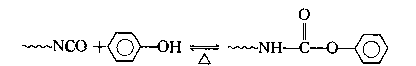 O
NCO + OH ⇌ NH—C—O
△